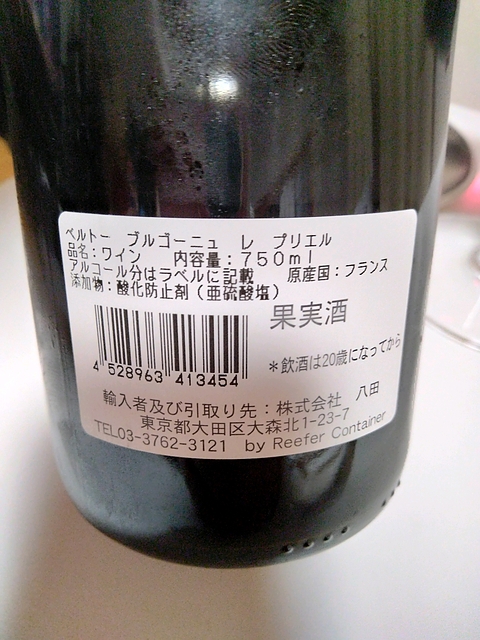 ベルトー　ブルゴーニュ　レ　プリエル
品名：ワイン　内容量：７５０ｍｌ
アルコール分はラベルに記載　原産国：フランス
添加物：酸化防止剤（亜硫酸塩）
果実酒
4 528963 413454
＊飲酒は20歳になってから
輸入者及び引取り先：株式会社　八田
東京都大田区大森北1-23-7
TEL03-3762-3121　by Reefer Container